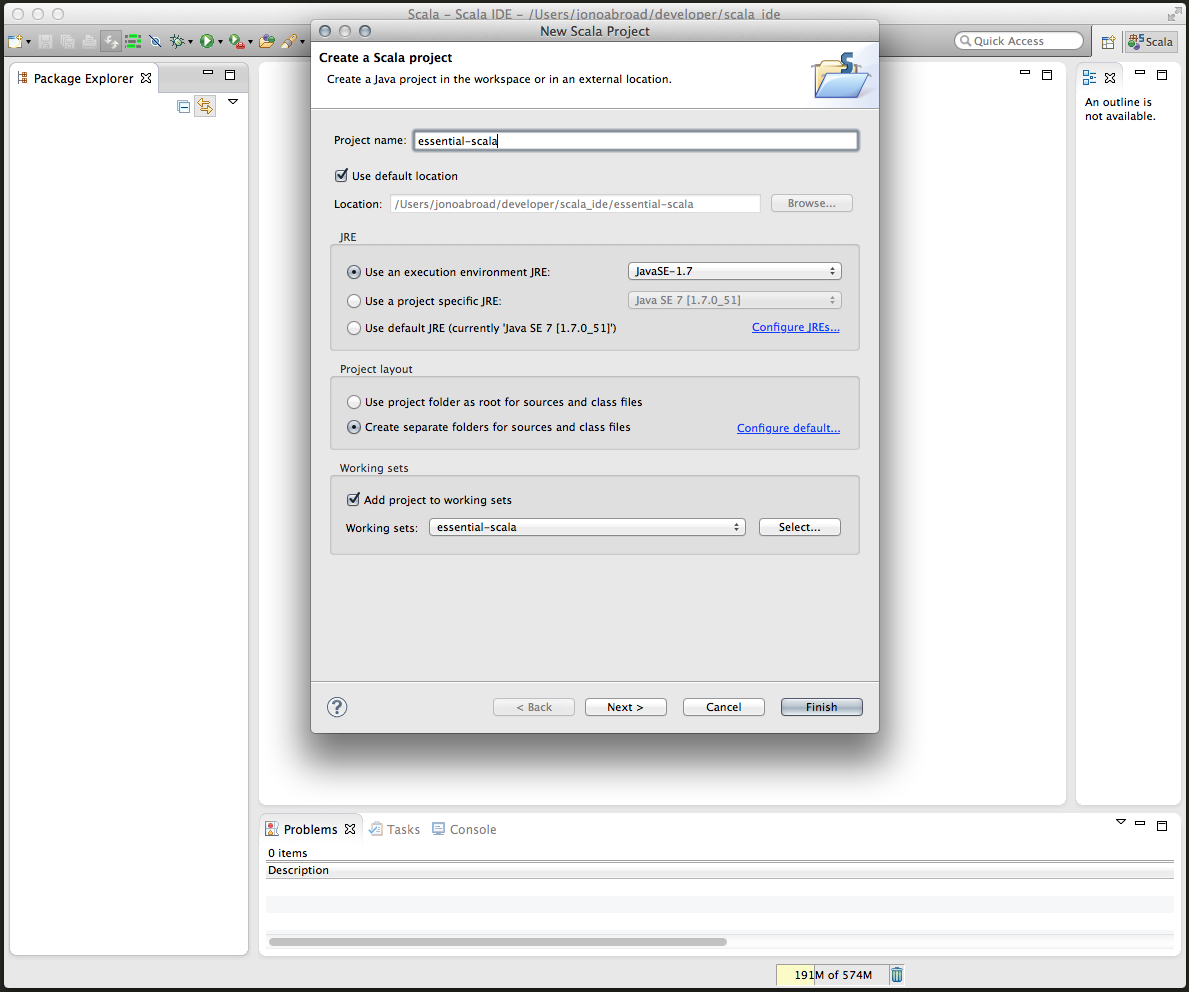 Scala – Scala IDE – /Users/jonoabroad/developer/scala_ide
New Scala Project
Quick Access
Scala
Package Explorer
Create a Scala project
Create a Java project in the workspace or in an external location.
An outline is
not available.
Project name: essential-scala
Use default location
Location: /Users/jonoabroad/developer/scala_ide/essential-scala Browse...
JRE
Use an execution environment JRE: JavaSE-1.7
Use a project specific JRE: Java SE 7 [1.7.0_51]
Use default JRE (currently 'Java SE 7 [1.7.0_51]') Configure JREs...
Project layout
Use project folder as root for sources and class files
Create separate folders for sources and class files Configure default...
Working sets
Add project to working sets
Working sets: essential-scala Select...
? < Back Next > Cancel Finish
Problems Tasks Console
0 items
Description
191M of 574M